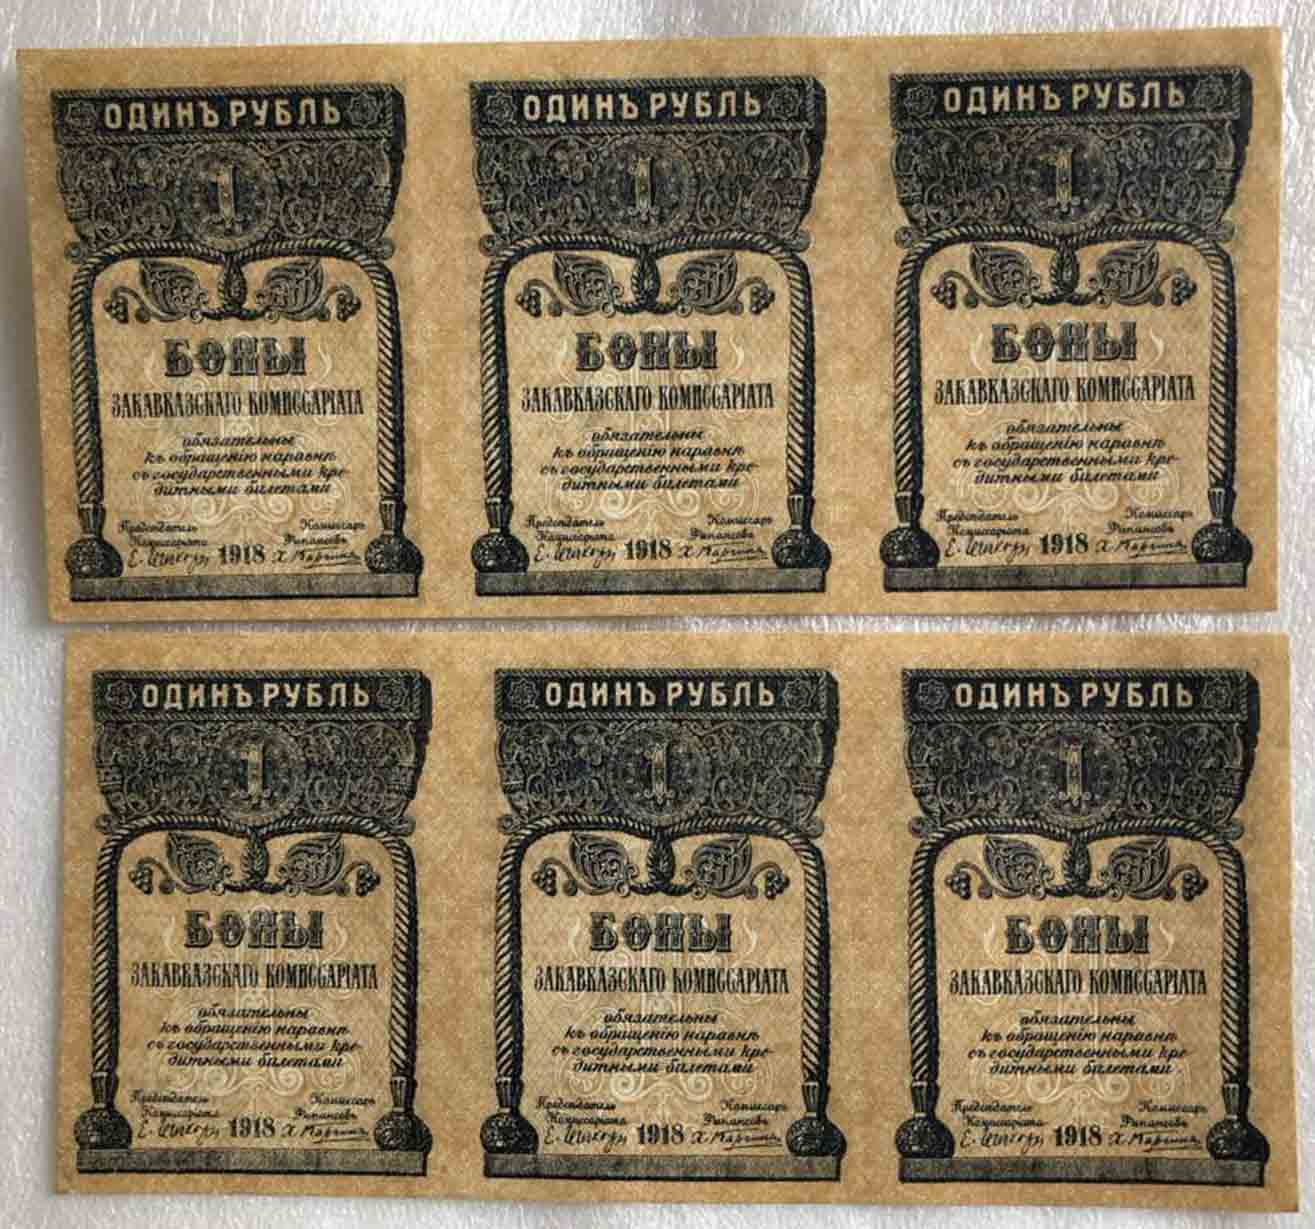 ОДИНЪ РУБЛЬ
1
БОНЫ
ЗАКАВКАЗСКАГО КОМИССАРІАТА
обязательны
къ обращенію наравнѣ
съ государственными кре-
дитными билетами
Предсѣдатель Комиссаръ
Комиссаріата Финансовъ
1918
ОДИНЪ РУБЛЬ
1
БОНЫ
ЗАКАВКАЗСКАГО КОМИССАРІАТА
обязательны
къ обращенію наравнѣ
съ государственными кре-
дитными билетами
Предсѣдатель Комиссаръ
Комиссаріата Финансовъ
1918
ОДИНЪ РУБЛЬ
1
БОНЫ
ЗАКАВКАЗСКАГО КОМИССАРІАТА
обязательны
къ обращенію наравнѣ
съ государственными кре-
дитными билетами
Предсѣдатель Комиссаръ
Комиссаріата Финансовъ
1918
ОДИНЪ РУБЛЬ
1
БОНЫ
ЗАКАВКАЗСКАГО КОМИССАРІАТА
обязательны
къ обращенію наравнѣ
съ государственными кре-
дитными билетами
Предсѣдатель Комиссаръ
Комиссаріата Финансовъ
1918
ОДИНЪ РУБЛЬ
1
БОНЫ
ЗАКАВКАЗСКАГО КОМИССАРІАТА
обязательны
къ обращенію наравнѣ
съ государственными кре-
дитными билетами
Предсѣдатель Комиссаръ
Комиссаріата Финансовъ
1918
ОДИНЪ РУБЛЬ
1
БОНЫ
ЗАКАВКАЗСКАГО КОМИССАРІАТА
обязательны
къ обращенію наравнѣ
съ государственными кре-
дитными билетами
Предсѣдатель Комиссаръ
Комиссаріата Финансовъ
1918